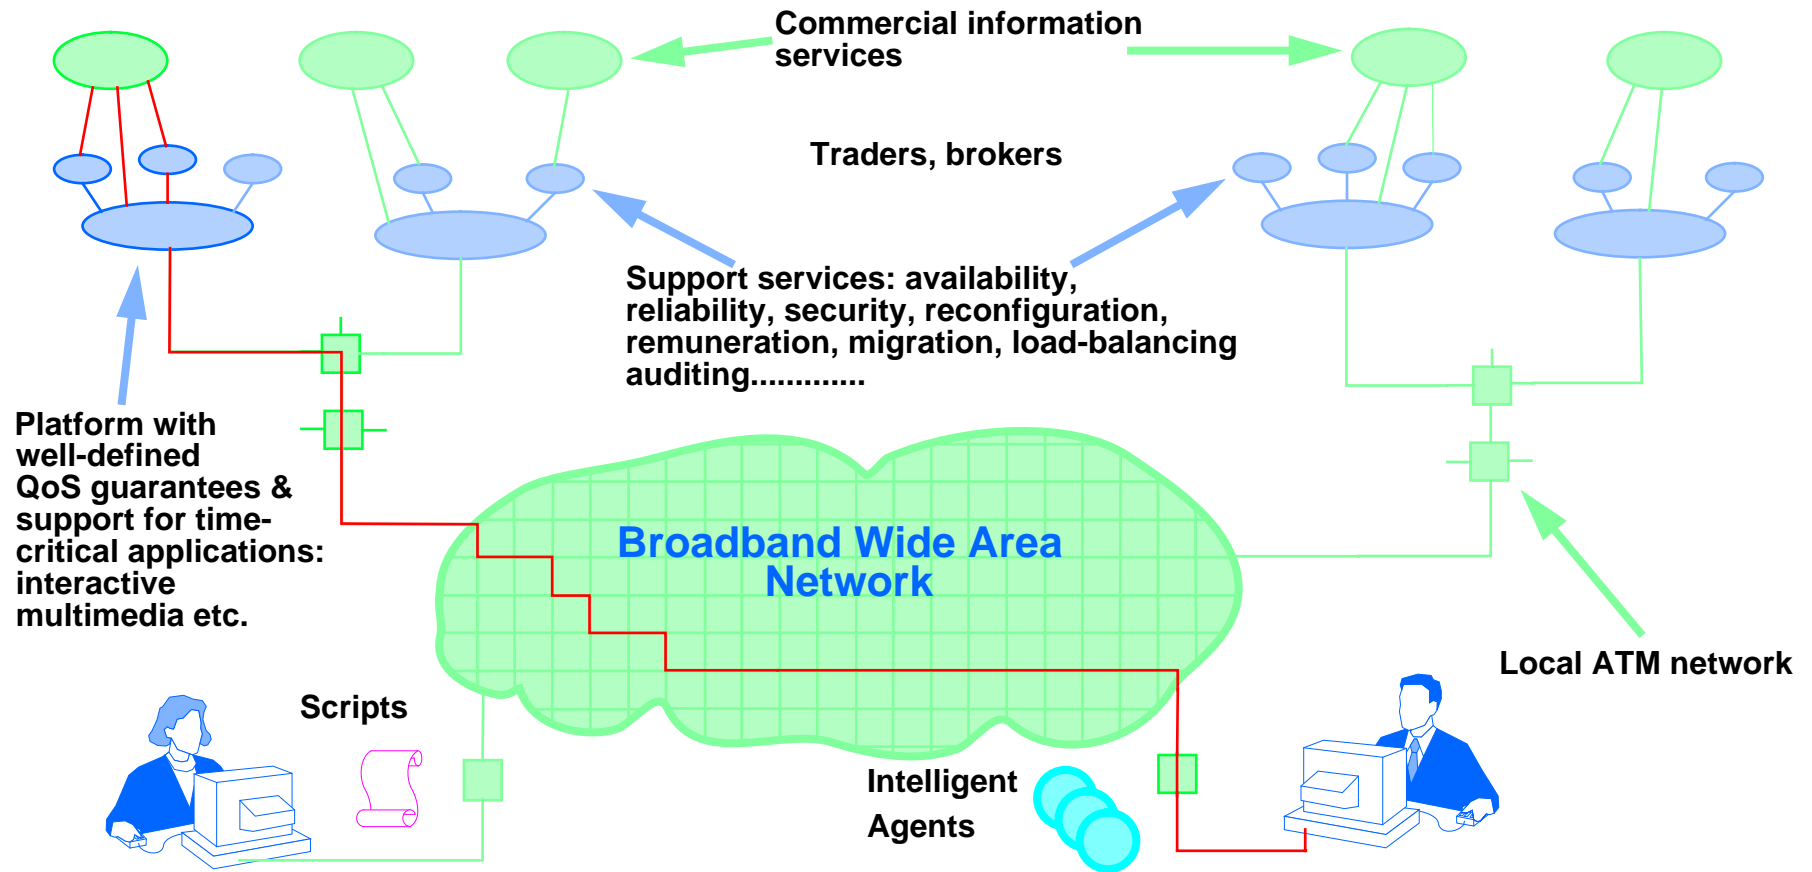 Commercial information
services
Traders, brokers
Support services: availability,
reliability, security, reconfiguration,
remuneration, migration, load-balancing
auditing.............
Platform with
well-defined
QoS guarantees &
support for time-
critical applications:
interactive
multimedia etc.
Broadband Wide Area
Network
Local ATM network
Scripts
Intelligent
Agents